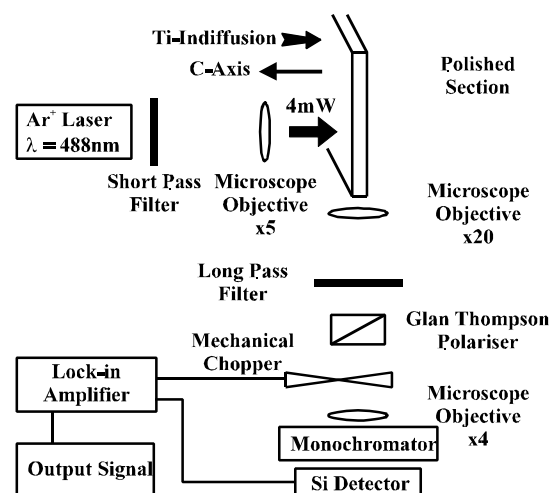 Ti-Indiffusion
C-Axis
Polished
Section
Ar+ Laser
λ = 488nm
4mW
Short Pass
Filter
Microscope
Objective
x5
Microscope
Objective
x20
Long Pass
Filter
Glan Thompson
Polariser
Mechanical
Chopper
Lock-in
Amplifier
Microscope
Objective
x4
Monochromator
Output Signal
Si Detector